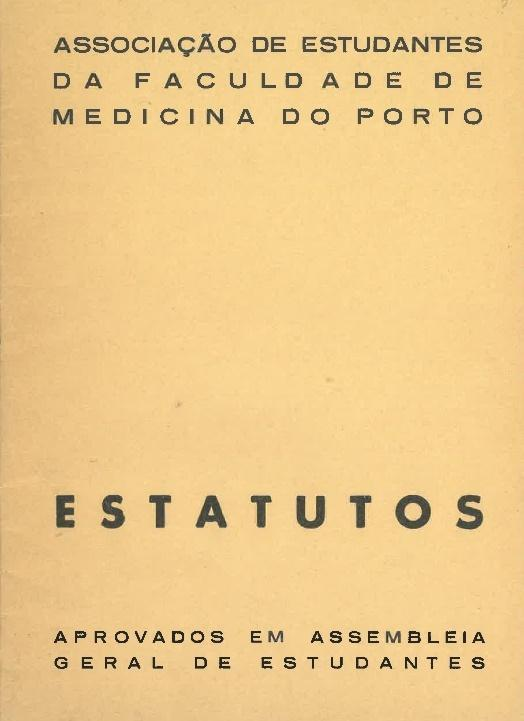 ASSOCIAÇÃO DE ESTUDANTES
DA FACULDADE DE
MEDICINA DO PORTO
ESTATUTOS
APROVADOS EM ASSEMBLEIA
GERAL DE ESTUDANTES